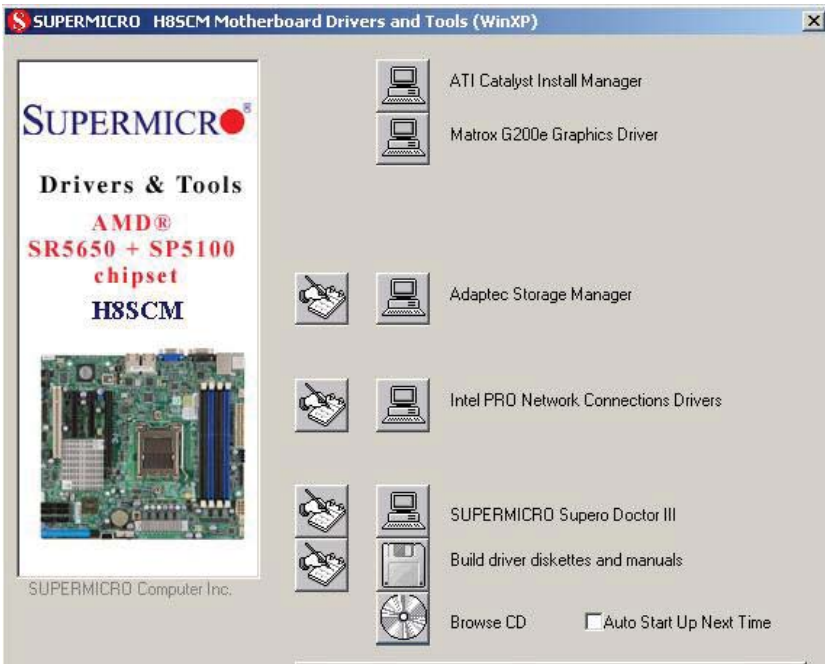 SUPERMICRO H8SCM Motherboard Drivers and Tools (WinXP)
SUPERMICRO®
Drivers & Tools
AMD®
SR5650 + SP5100
chipset
H8SCM
SUPERMICRO Computer Inc.
ATI Catalyst Install Manager
Matrox G200e Graphics Driver
Adaptec Storage Manager
Intel PRO Network Connections Drivers
SUPERMICRO Supero Doctor III
Build driver diskettes and manuals
Browse CD
Auto Start Up Next Time